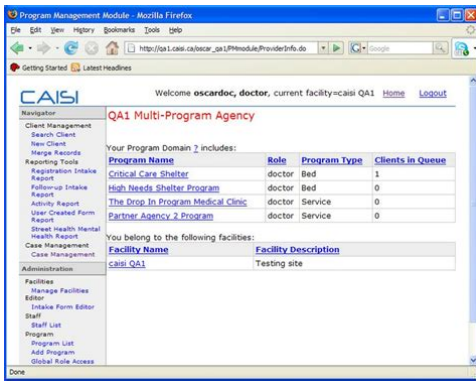 Program Management Module - Mozilla Firefox
File Edit View History Bookmarks Tools Help
http://qa1.caisi.ca/oscar_qa1/PMmodule/ProviderInfo.do
Google
Getting Started Latest Headlines
CAISI
Welcome oscardoc, doctor, current facility=caisi QA1 Home Logout
Navigator
Client Management
Search Client
New Client
Merge Records
Reporting Tools
Registration Intake
Report
Follow-up Intake
Report
Activity Report
User Created Form
Report
Street Health Mental
Health Report
Case Management
Case Management
Administration
Facilities
Manage Facilities
Editor
Intake Form Editor
Staff
Staff List
Program
Program List
Add Program
Global Role Access
QA1 Multi-Program Agency
Your Program Domain ? includes:
Program Name Role Program Type Clients in Queue
Critical Care Shelter doctor Bed 1
High Needs Shelter Program doctor Bed 0
The Drop In Program Medical Clinic doctor Service 0
Partner Agency 2 Program doctor Service 0
You belong to the following facilities:
Facility Name Facility Description
caisi QA1 Testing site
Done